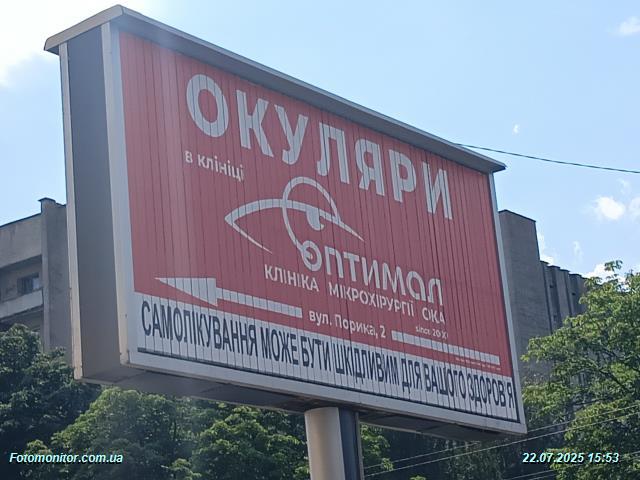 ОКУЛЯРИ
в клініці
оптимал
КЛІНІКА МІКРОХІРУРГІЇ ОКА
вул. Порика, 2
since
САМОЛІКУВАННЯ МОЖЕ БУТИ ШКІДЛИВИМ ДЛЯ ВАШОГО ЗДОРОВ'Я
Fotomonitor.com.ua
22.07.2025 15:53